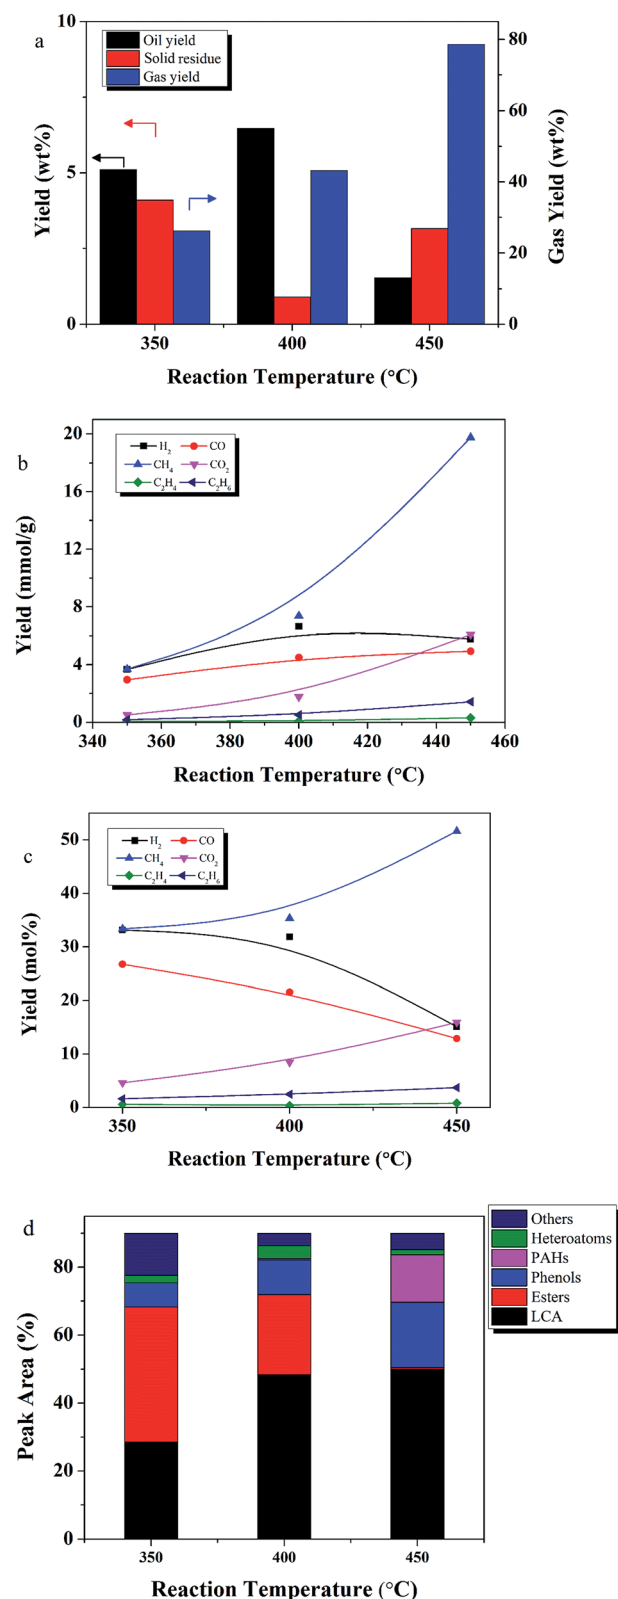 a
Oil yield
Solid residue
Gas yield
10
5
0
80
60
40
20
0
Yield (wt%)
Gas Yield (wt%)
350 400 450
Reaction Temperature (°C)
b
H2 CO
CH4 CO2
C2H4 C2H6
20
16
12
8
4
0
Yield (mmol/g)
340 360 380 400 420 440 460
Reaction Temperature (°C)
c
H2 CO
CH4 CO2
C2H4 C2H6
50
40
30
20
10
0
Yield (mol%)
350 400 450
Reaction Temperature (°C)
d
Others
Heteroatoms
PAHs
Phenols
Esters
LCA
80
60
40
20
0
Peak Area (%)
350 400 450
Reaction Temperature (°C)